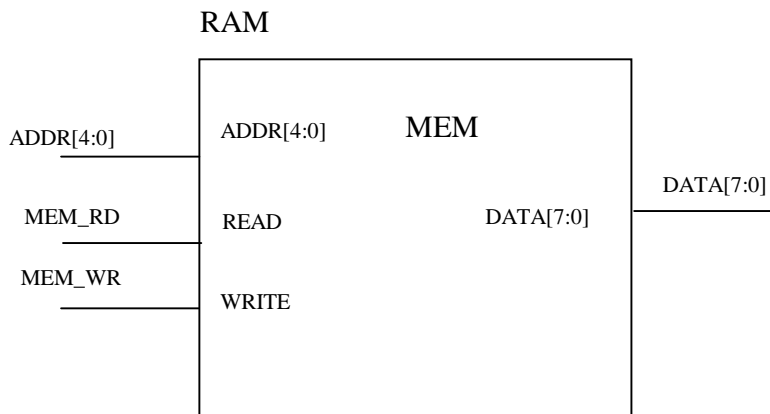 RAM
ADDR[4:0]
ADDR[4:0]
MEM
DATA[7:0]
MEM_RD
READ
DATA[7:0]
MEM_WR
WRITE